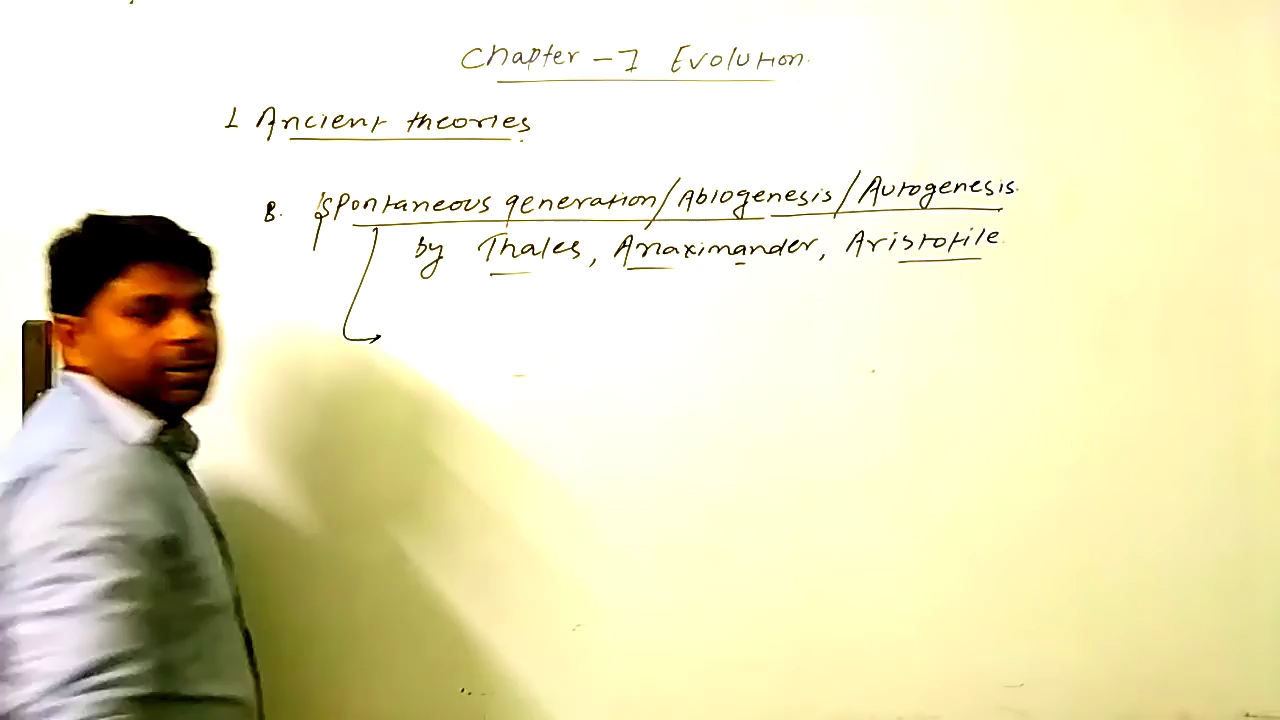 Chapter - 7 Evolution
1 Ancient theories
B. Spontaneous generation/Abiogenesis/Autogenesis.
by Thales, Anaximander, Aristotile